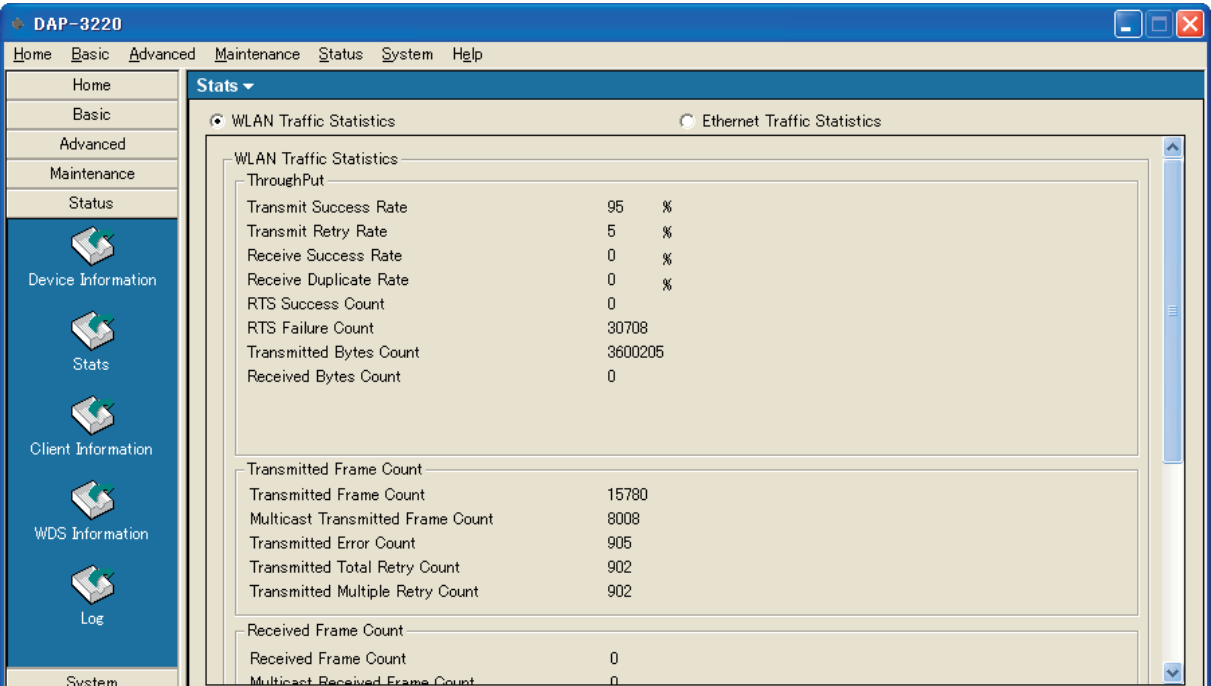 DAP-3220
Home Basic Advanced Maintenance Status System Help
Home
Basic
Advanced
Maintenance
Status
Device Information
Stats
Client Information
WDS Information
Log
System
Stats
WLAN Traffic Statistics Ethernet Traffic Statistics
WLAN Traffic Statistics
ThroughPut
Transmit Success Rate 95 %
Transmit Retry Rate 5 %
Receive Success Rate 0 %
Receive Duplicate Rate 0 %
RTS Success Count 0
RTS Failure Count 30708
Transmitted Bytes Count 3600205
Received Bytes Count 0
Transmitted Frame Count
Transmitted Frame Count 15780
Multicast Transmitted Frame Count 8008
Transmitted Error Count 905
Transmitted Total Retry Count 902
Transmitted Multiple Retry Count 902
Received Frame Count
Received Frame Count 0
Multicast Received Frame Count 0